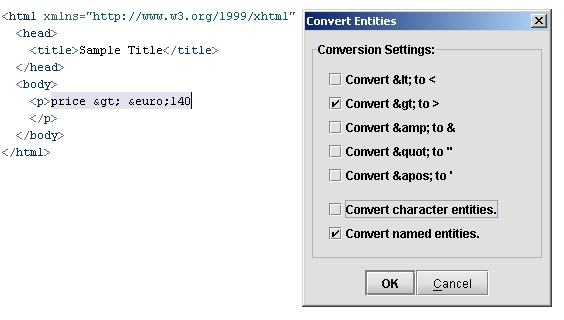 <html xmlns="http://www.w3.org/1999/xhtml"
<head>
<title>Sample Title</title>
</head>
<body>
<p>price &gt; &euro;140
</p>
</body>
</html>
Convert Entities
Conversion Settings:
Convert &lt; to <
Convert &gt; to >
Convert &amp; to &
Convert &quot; to "
Convert &apos; to '
Convert character entities.
Convert named entities.
OK
Cancel